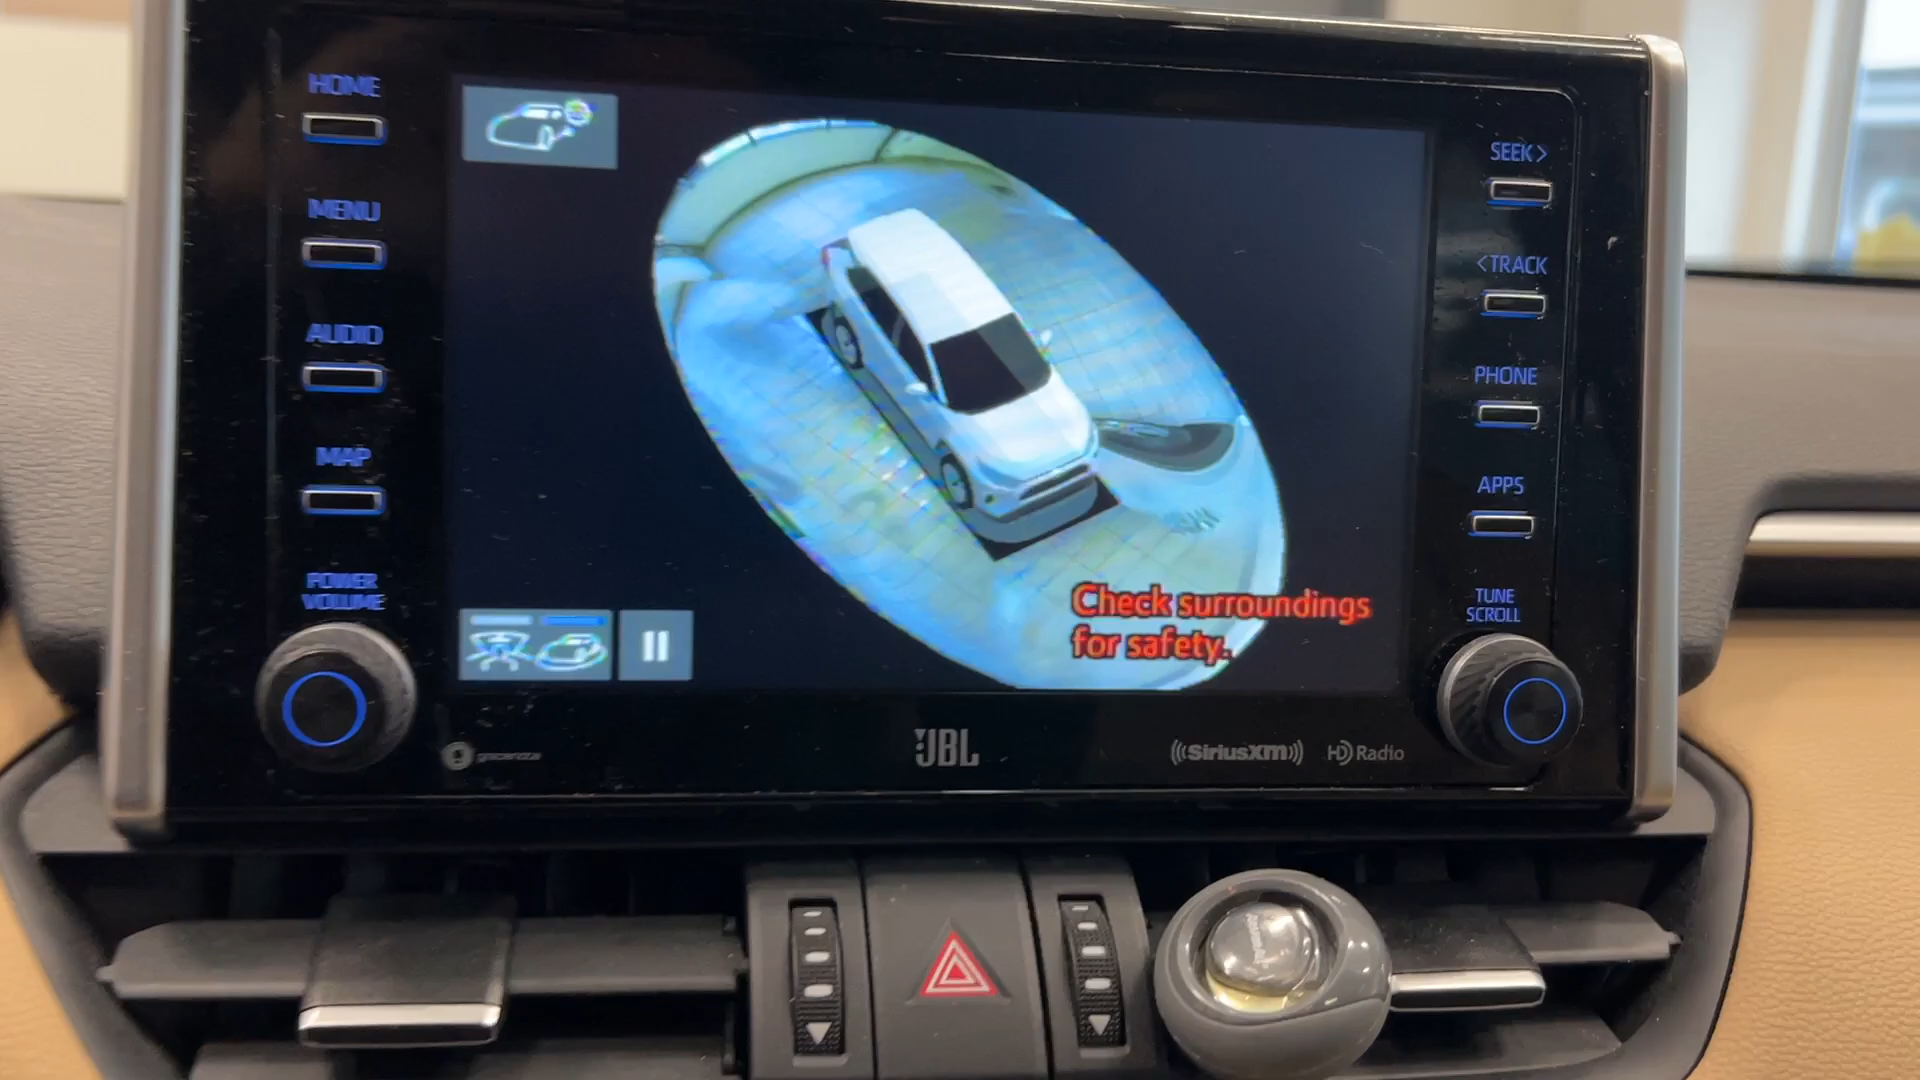 HOME
MENU
AUDIO
MAP
POWER
VOLUME
SEEK>
<TRACK
PHONE
APPS
TUNE
SCROLL
Check surroundings
for safety.
gracenote
JBL
SiriusXM
HD Radio